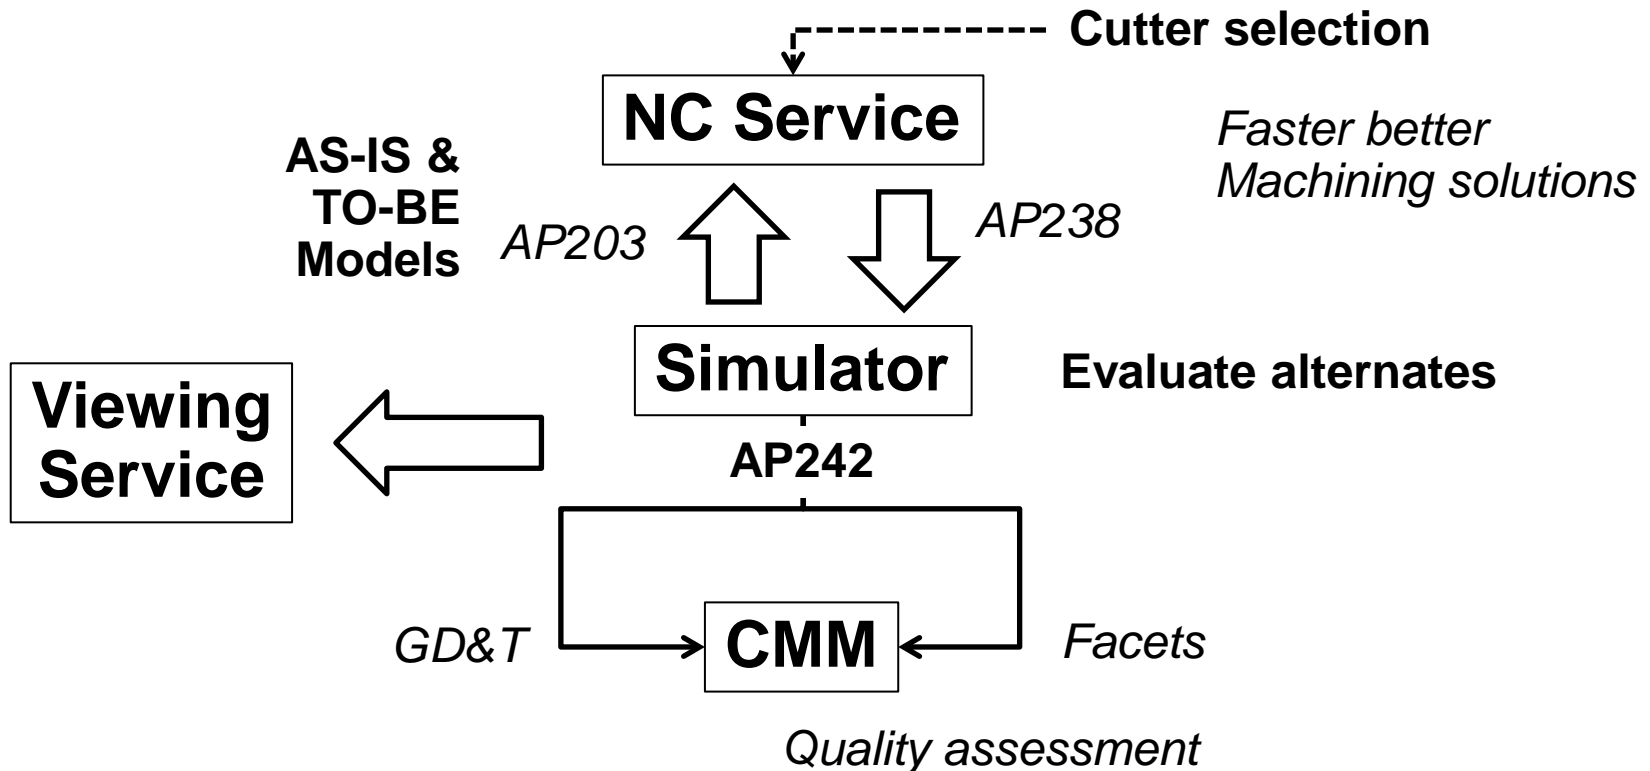 Cutter selection
NC Service
Faster better
Machining solutions
AS-IS &
TO-BE
Models
AP203
AP238
Simulator
Evaluate alternates
Viewing
Service
AP242
GD&T
CMM
Facets
Quality assessment